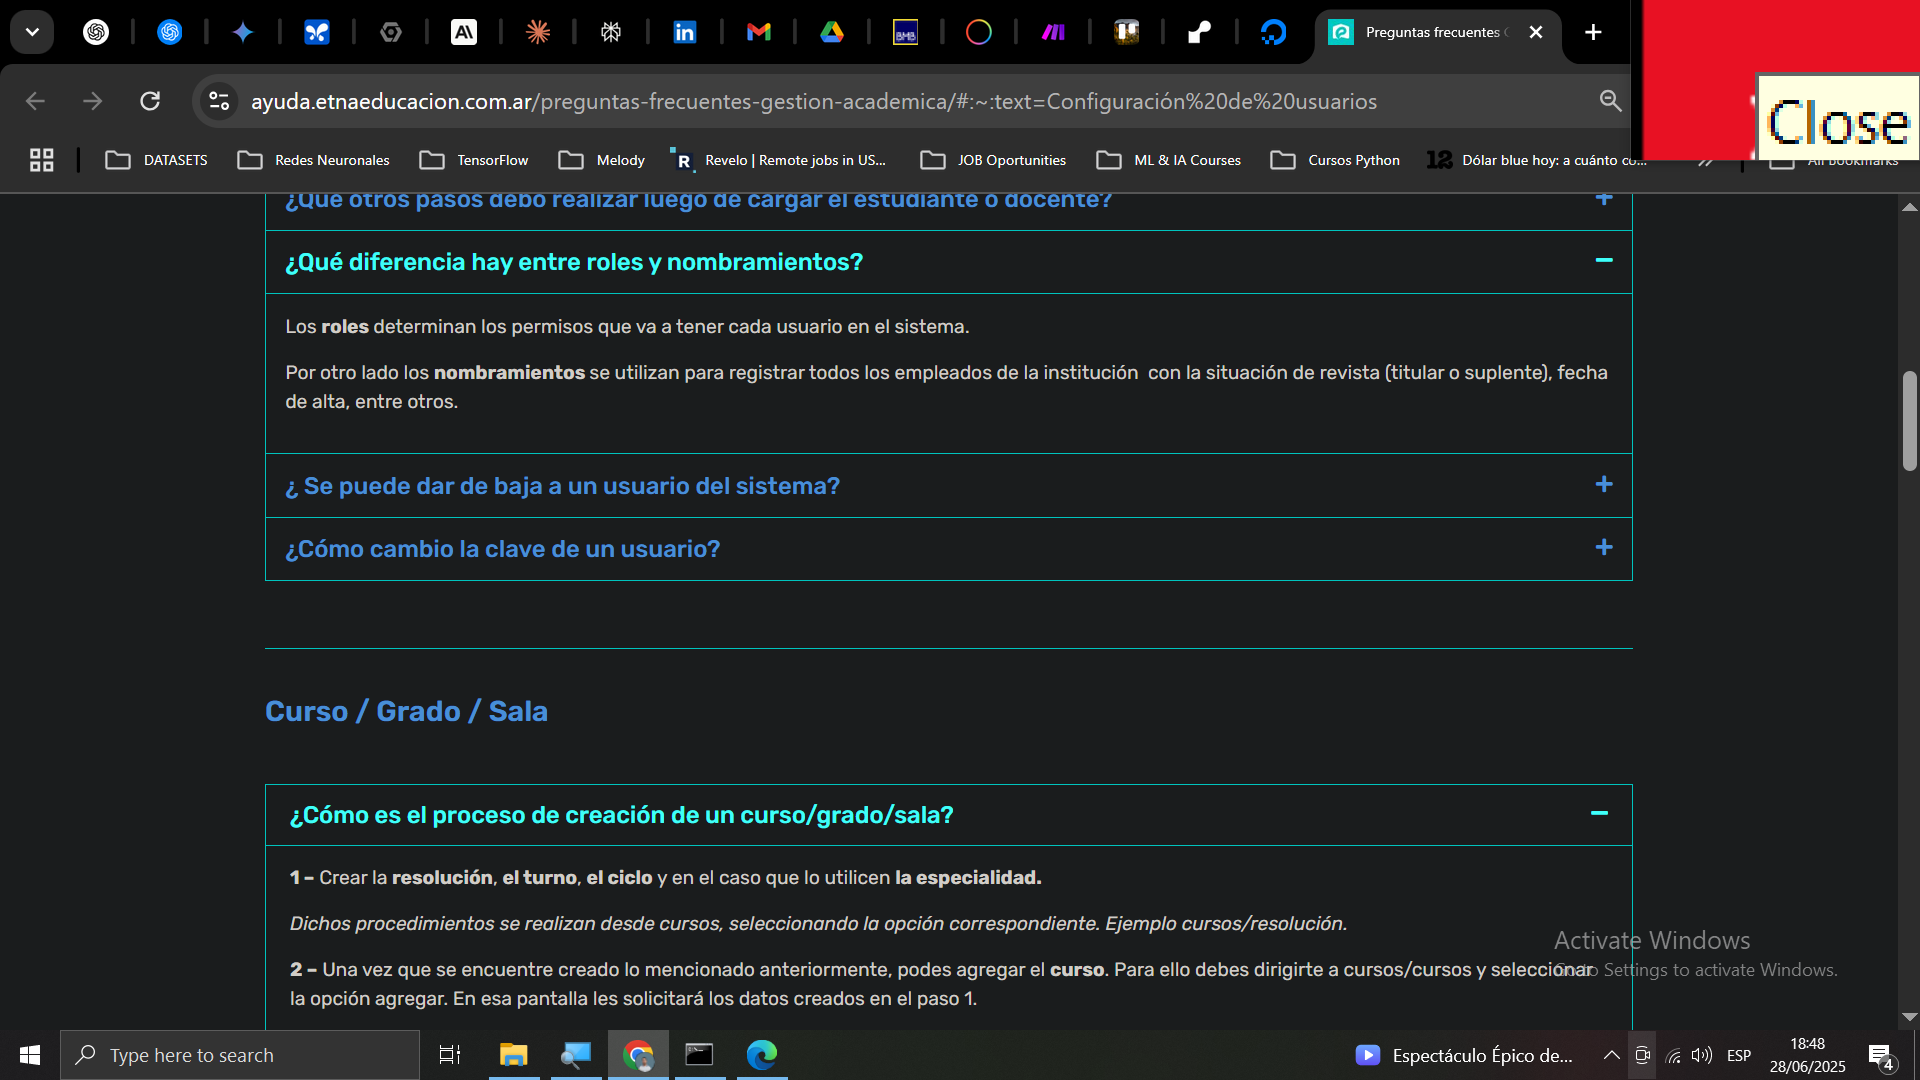 Preguntas frecuentes
ayuda.etnaeducacion.com.ar/preguntas-frecuentes-gestion-academica/#:~:text=Configuración%20de%20usuarios
Close
DATASETS
Redes Neuronales
TensorFlow
Melody
Revelo | Remote jobs in US...
JOB Oportunities
ML & IA Courses
Cursos Python
12
Dólar blue hoy: a cuánto co...
All Bookmarks
¿Qué otros pasos debo realizar luego de cargar el estudiante o docente?
¿Qué diferencia hay entre roles y nombramientos?
Los roles determinan los permisos que va a tener cada usuario en el sistema.
Por otro lado los nombramientos se utilizan para registrar todos los empleados de la institución con la situación de revista (titular o suplente), fecha
de alta, entre otros.
¿ Se puede dar de baja a un usuario del sistema?
¿Cómo cambio la clave de un usuario?
Curso / Grado / Sala
¿Cómo es el proceso de creación de un curso/grado/sala?
1 – Crear la resolución, el turno, el ciclo y en el caso que lo utilicen la especialidad.
Dichos procedimientos se realizan desde cursos, seleccionando la opción correspondiente. Ejemplo cursos/resolución.
2 – Una vez que se encuentre creado lo mencionado anteriormente, podes agregar el curso. Para ello debes dirigirte a cursos/cursos y seleccionar
la opción agregar. En esa pantalla les solicitará los datos creados en el paso 1.
Activate Windows
Go to Settings to activate Windows.
Type here to search
Espectáculo Épico de...
ESP
18:48
28/06/2025
4